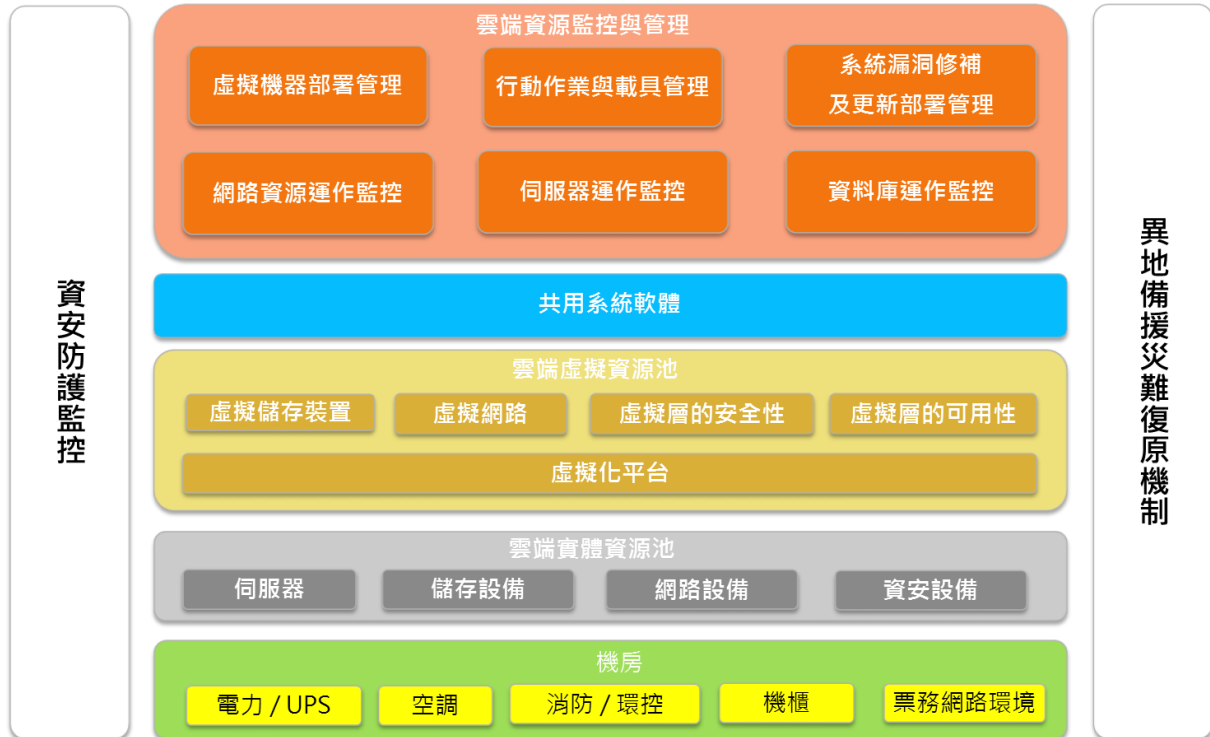 雲端資源監控與管理
虛擬機器部署管理
行動作業與載具管理
系統漏洞修補
及更新部署管理
網路資源運作監控
伺服器運作監控
資料庫運作監控
共用系統軟體
雲端虛擬資源池
虛擬儲存裝置
虛擬網路
虛擬層的安全性
虛擬層的可用性
虛擬化平台
雲端實體資源池
伺服器
儲存設備
網路設備
資安設備
機房
電力 / UPS
空調
消防 / 環控
機櫃
票務網路環境
資安防護監控
異地備援災難復原機制